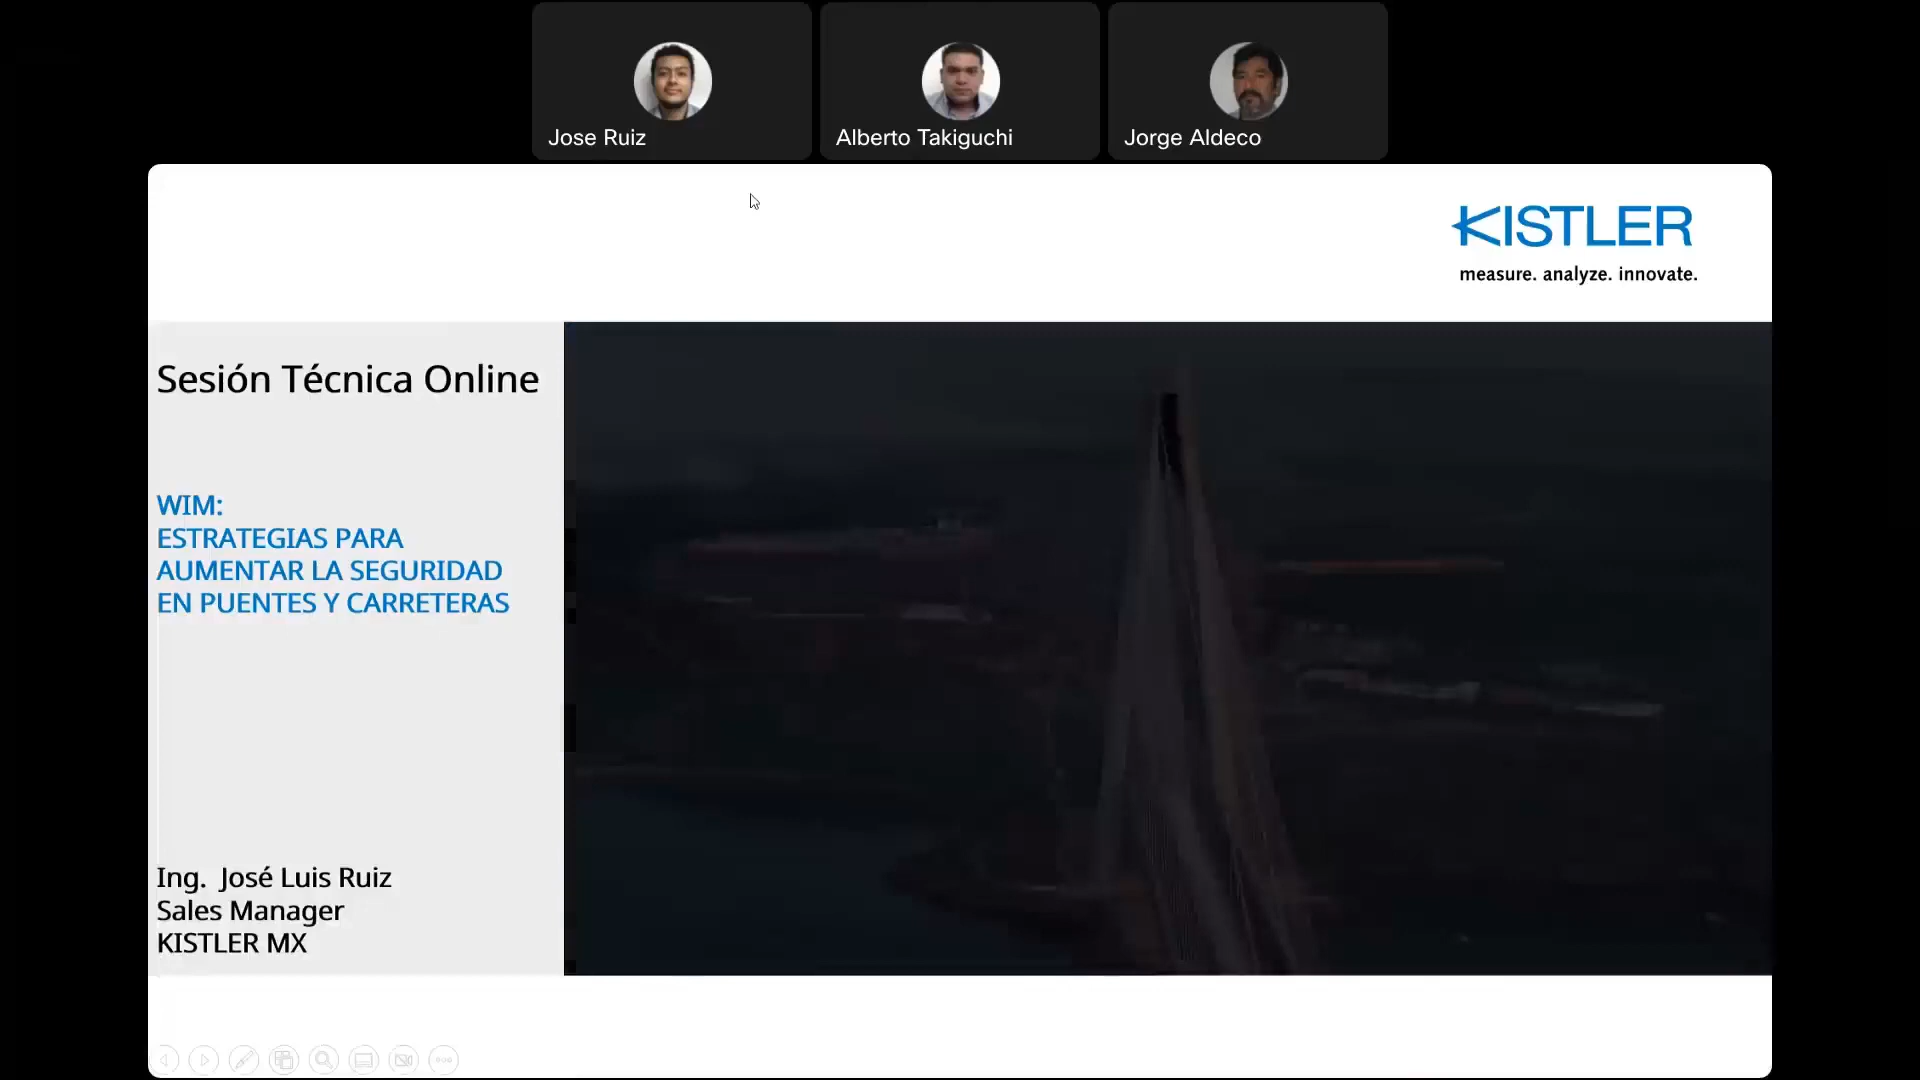 Jose Ruiz
Alberto Takiguchi
Jorge Aldeco
KISTLER
measure. analyze. innovate.
Sesión Técnica Online
WIM:
ESTRATEGIAS PARA
AUMENTAR LA SEGURIDAD
EN PUENTES Y CARRETERAS
Ing. José Luis Ruiz
Sales Manager
KISTLER MX